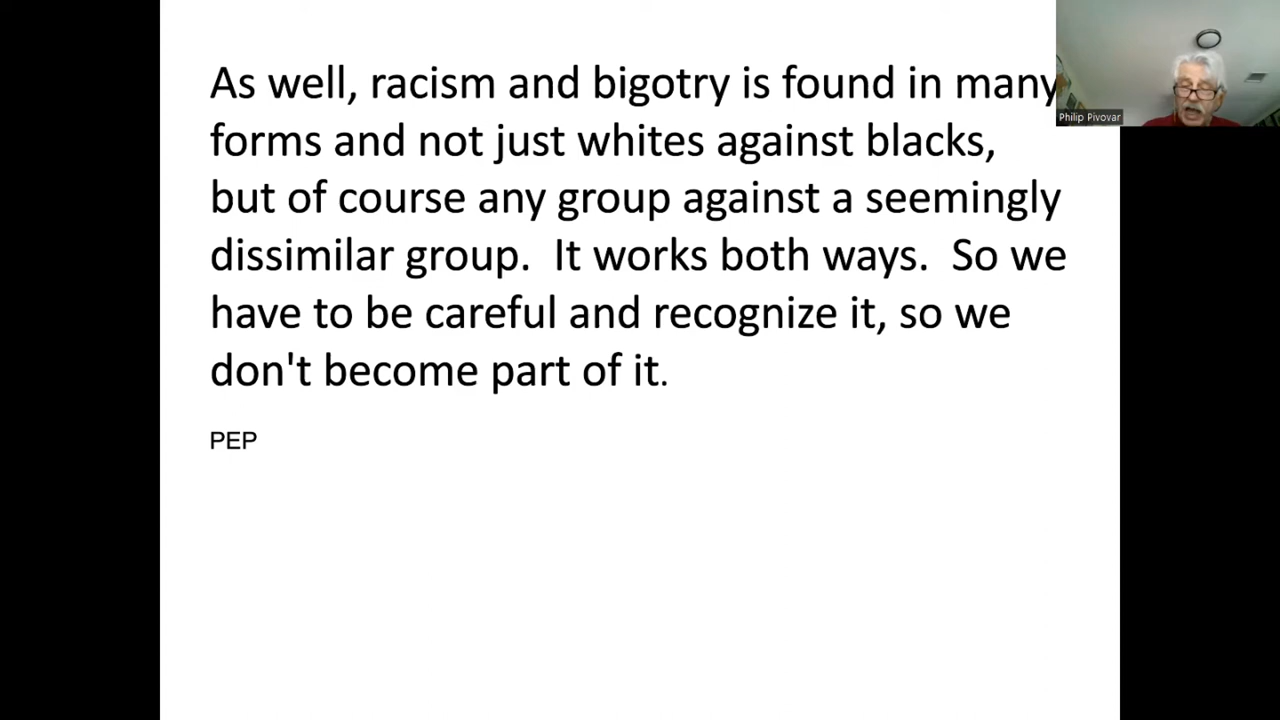 As well, racism and bigotry is found in many
forms and not just whites against blacks,
but of course any group against a seemingly
dissimilar group.  It works both ways.  So we
have to be careful and recognize it, so we
don't become part of it.
PEP
Philip Pivovar